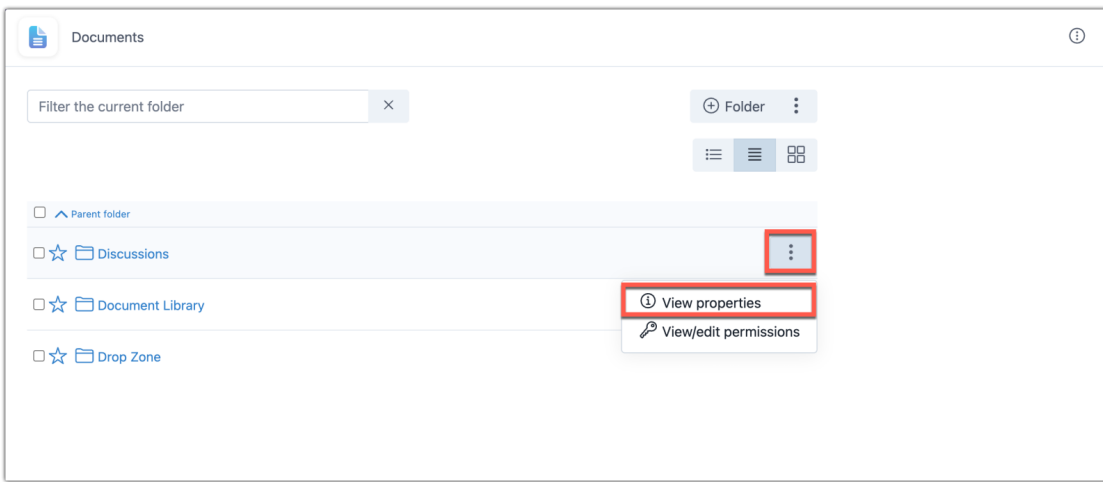 Documents
Filter the current folder
Folder
Parent folder
Discussions
View properties
Document Library
View/edit permissions
Drop Zone